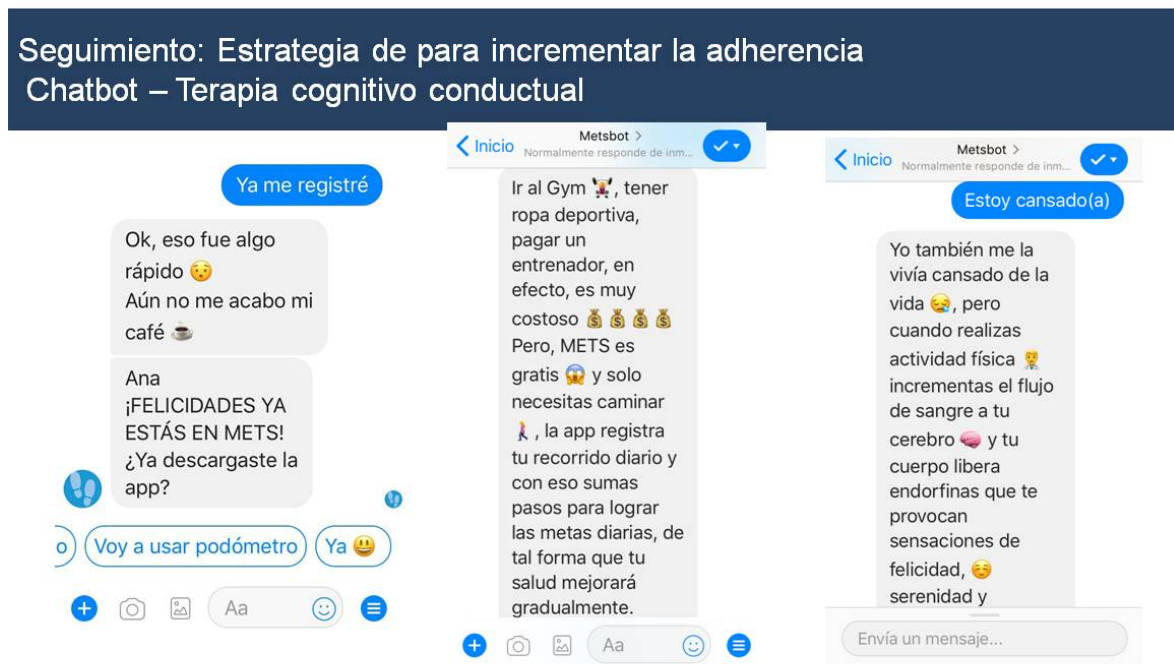 Seguimiento: Estrategia de para incrementar la adherencia
Chatbot – Terapia cognitivo conductual
Ya me registré
Ok, eso fue algo
rápido 😯
Aún no me acabo mi
café ☕
Ana
¡FELICIDADES YA
ESTÁS EN METS!
¿Ya descargaste la
app?
o
Voy a usar podómetro
Ya 😃
Aa
Inicio
Metsbot >
Normalmente responde de inm...
Ir al Gym 🏋️‍♀️, tener
ropa deportiva,
pagar un
entrenador, en
efecto, es muy
costoso 💰 💰 💰 💰
Pero, METS es
gratis 😱 y solo
necesitas caminar
🚶‍♀️, la app registra
tu recorrido diario y
con eso sumas
pasos para lograr
las metas diarias, de
tal forma que tu
salud mejorará
gradualmente.
Aa
Inicio
Metsbot >
Normalmente responde de inm...
Estoy cansado(a)
Yo también me la
vivía cansado de la
vida 😪, pero
cuando realizas
actividad física 👨‍⚕️
incrementas el flujo
de sangre a tu
cerebro 🧠 y tu
cuerpo libera
endorfinas que te
provocan
sensaciones de
felicidad, ☺️
serenidad y
Envía un mensaje...